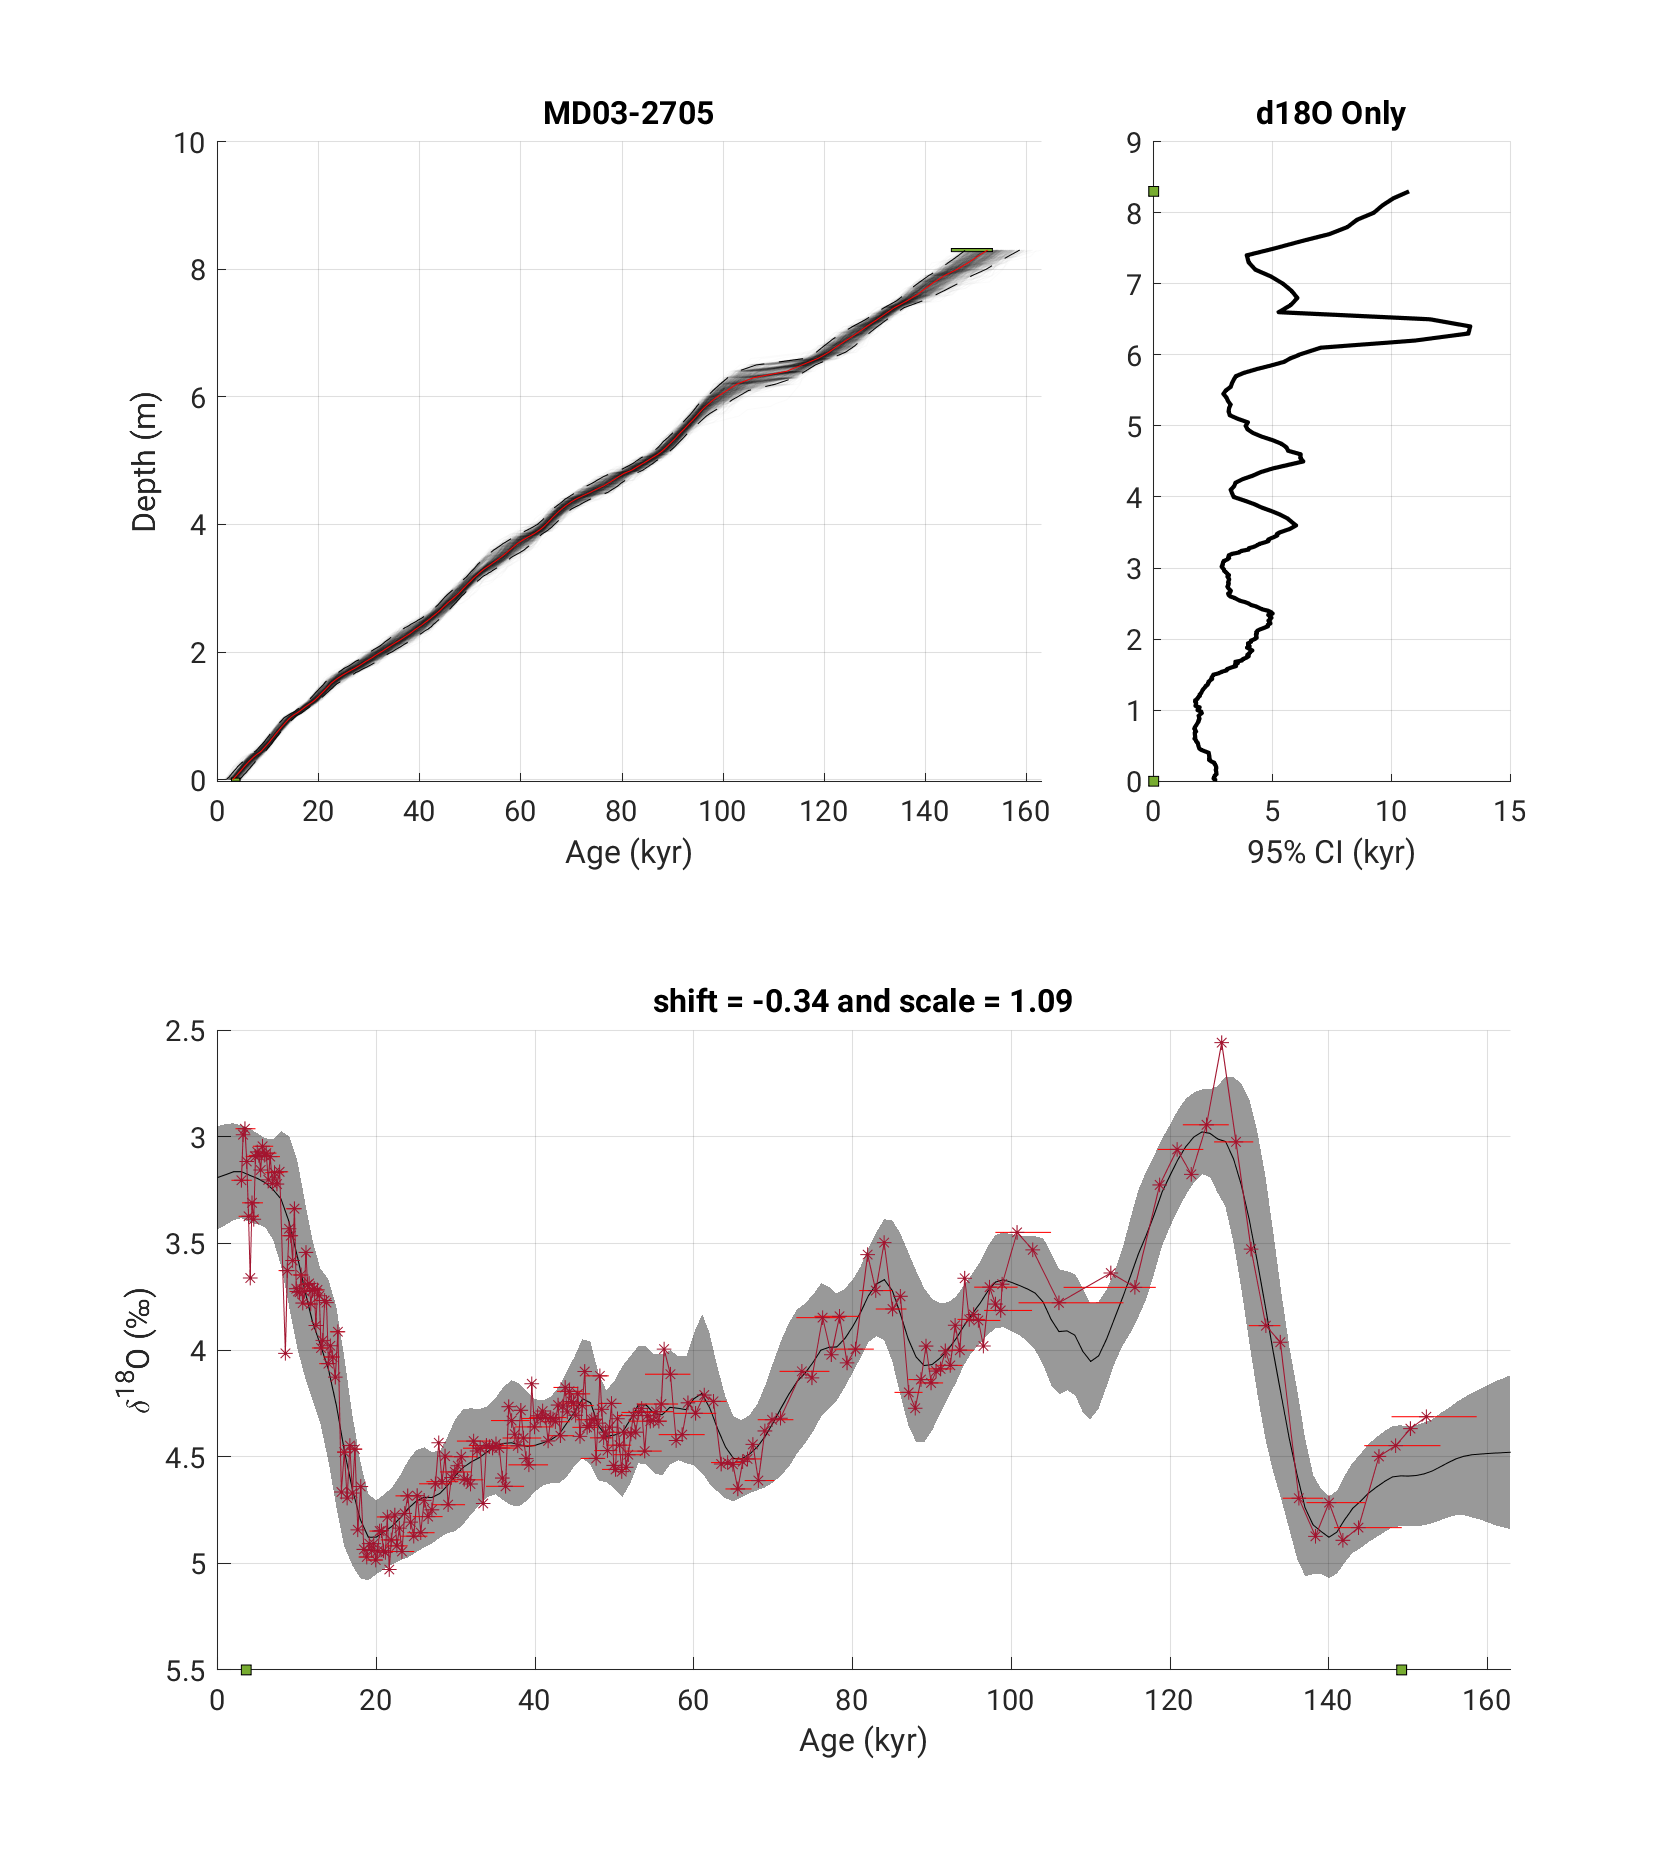 MD03-2705
10
8
6
4
2
0
Depth (m)
0 20 40 60 80 100 120 140 160
Age (kyr)
d18O Only
9
8
7
6
5
4
3
2
1
0
0 5 10 15
95% CI (kyr)
shift = -0.34 and scale = 1.09
2.5
3
3.5
4
4.5
5
5.5
δ18O (‰)
0 20 40 60 80 100 120 140 160
Age (kyr)